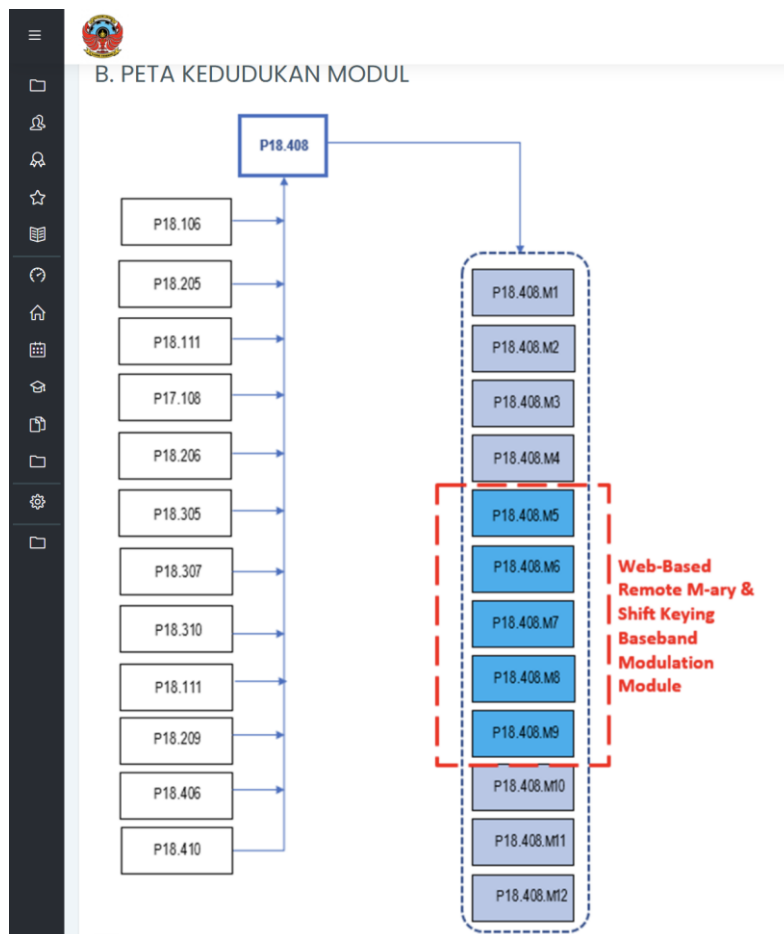 B. PETA KEDUDUKAN MODUL
P18.408
P18.106
P18.205
P18.111
P17.108
P18.206
P18.305
P18.307
P18.310
P18.111
P18.209
P18.406
P18.410
P18.408.M1
P18.408.M2
P18.408.M3
P18.408.M4
P18.408.M5
P18.408.M6
P18.408.M7
P18.408.M8
P18.408.M9
P18.408.M10
P18.408.M11
P18.408.M12
Web-Based
Remote M-ary &
Shift Keying
Baseband
Modulation
Module